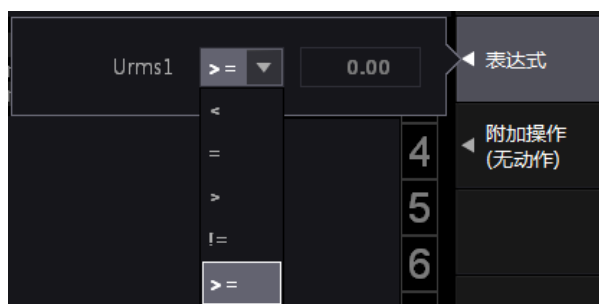 Urms1 >= 0.00
<
=
>
!=
>=
4
5
6
表达式
附加操作
(无动作)